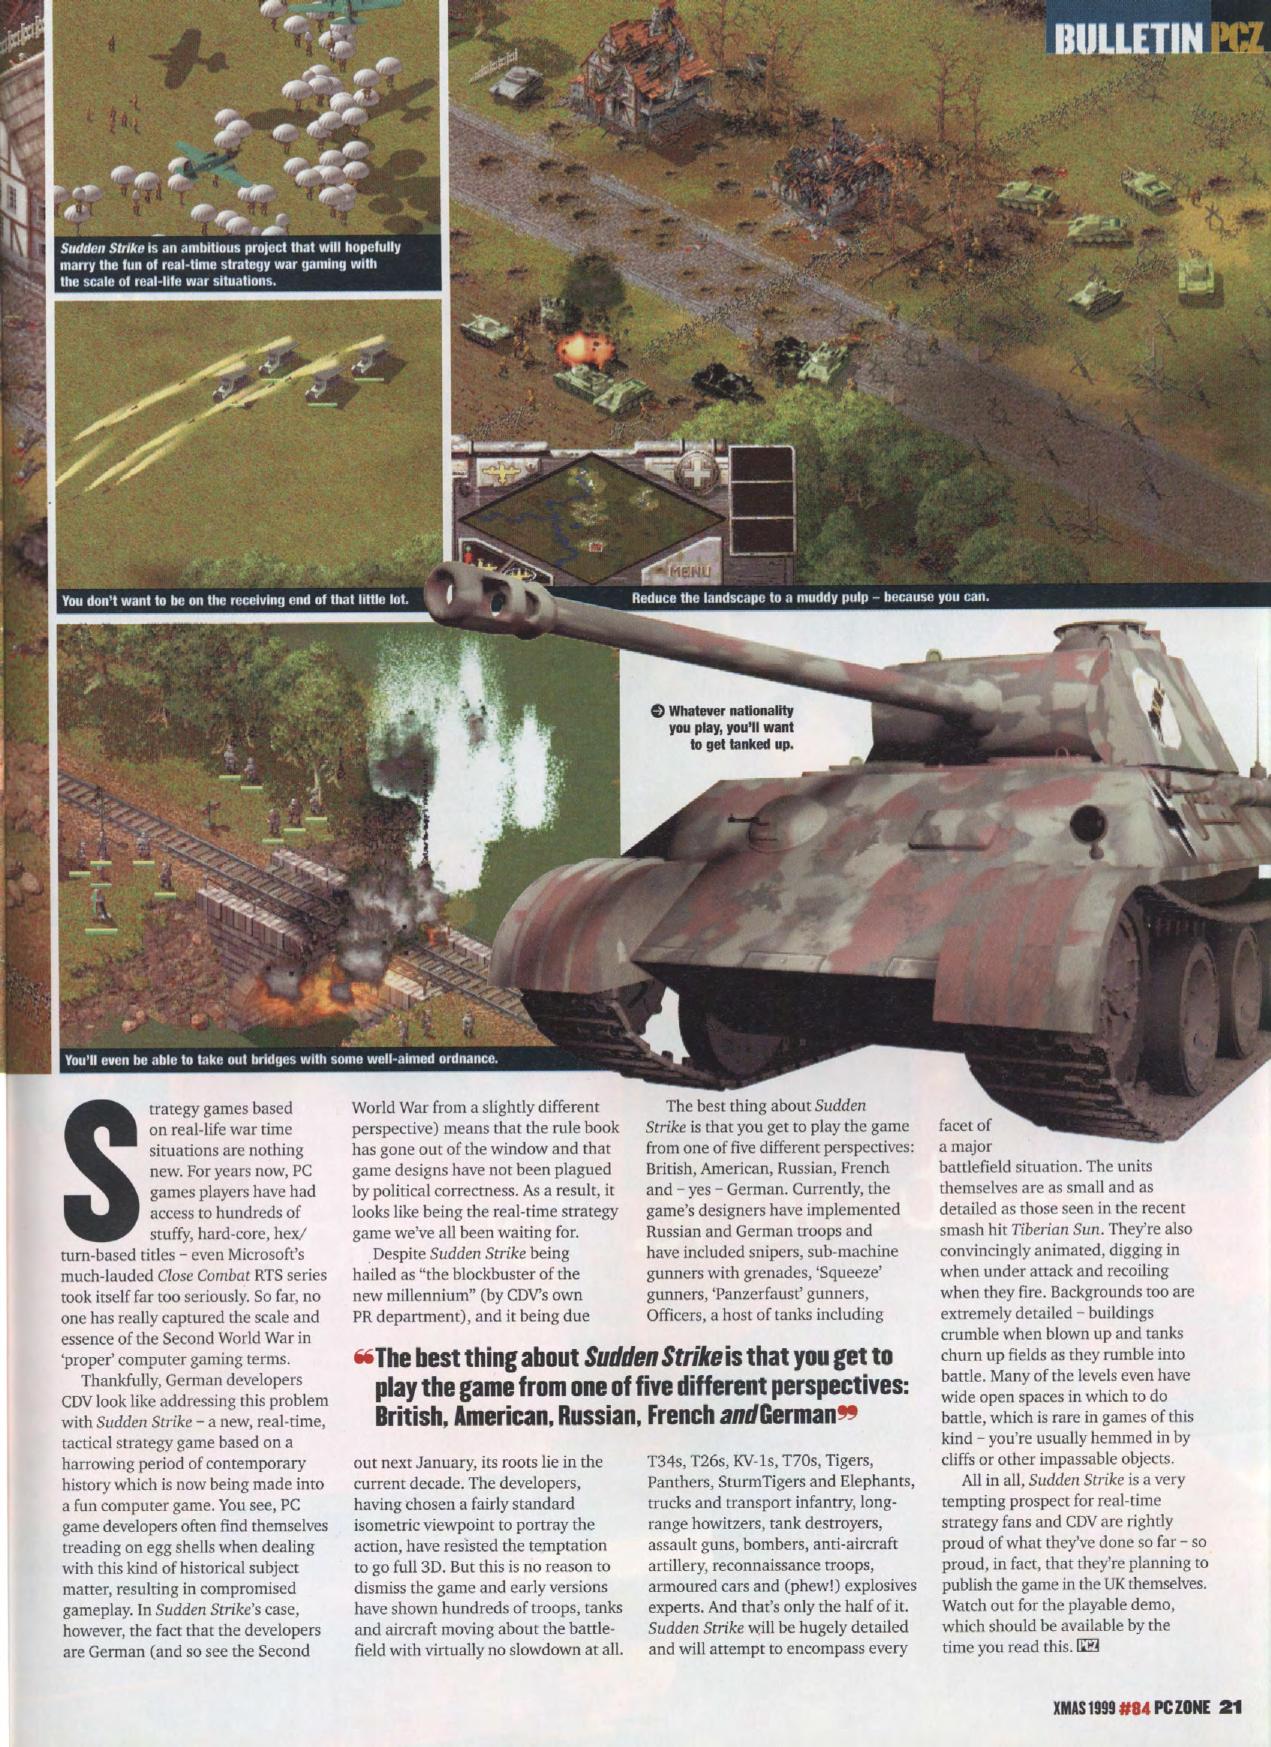 BULLETIN PCZ
Sudden Strike is an ambitious project that will hopefully
marry the fun of real-time strategy war gaming with
the scale of real-life war situations.
You don't want to be on the receiving end of that little lot.
MENU
Reduce the landscape to a muddy pulp – because you can.
Whatever nationality
you play, you'll want
to get tanked up.
You'll even be able to take out bridges with some well-aimed ordnance.
Strategy games based
on real-life war time
situations are nothing
new. For years now, PC
games players have had
access to hundreds of
stuffy, hard-core, hex/
turn-based titles – even Microsoft's
much-lauded Close Combat RTS series
took itself far too seriously. So far, no
one has really captured the scale and
essence of the Second World War in
'proper' computer gaming terms.
Thankfully, German developers
CDV look like addressing this problem
with Sudden Strike – a new, real-time,
tactical strategy game based on a
harrowing period of contemporary
history which is now being made into
a fun computer game. You see, PC
game developers often find themselves
treading on egg shells when dealing
with this kind of historical subject
matter, resulting in compromised
gameplay. In Sudden Strike's case,
however, the fact that the developers
are German (and so see the Second
World War from a slightly different
perspective) means that the rule book
has gone out of the window and that
game designs have not been plagued
by political correctness. As a result, it
looks like being the real-time strategy
game we've all been waiting for.
Despite Sudden Strike being
hailed as "the blockbuster of the
new millennium" (by CDV's own
PR department), and it being due
out next January, its roots lie in the
current decade. The developers,
having chosen a fairly standard
isometric viewpoint to portray the
action, have resisted the temptation
to go full 3D. But this is no reason to
dismiss the game and early versions
have shown hundreds of troops, tanks
and aircraft moving about the battle-
field with virtually no slowdown at all.
The best thing about Sudden
Strike is that you get to play the game
from one of five different perspectives:
British, American, Russian, French
and – yes – German. Currently, the
game's designers have implemented
Russian and German troops and
have included snipers, sub-machine
gunners with grenades, 'Squeeze'
gunners, 'Panzerfaust' gunners,
Officers, a host of tanks including
“The best thing about Sudden Strike is that you get to
play the game from one of five different perspectives:
British, American, Russian, French and German”
T34s, T26s, KV-1s, T70s, Tigers,
Panthers, SturmTigers and Elephants,
trucks and transport infantry, long-
range howitzers, tank destroyers,
assault guns, bombers, anti-aircraft
artillery, reconnaissance troops,
armoured cars and (phew!) explosives
experts. And that's only the half of it.
Sudden Strike will be hugely detailed
and will attempt to encompass every
facet of
a major
battlefield situation. The units
themselves are as small and as
detailed as those seen in the recent
smash hit Tiberian Sun. They're also
convincingly animated, digging in
when under attack and recoiling
when they fire. Backgrounds too are
extremely detailed – buildings
crumble when blown up and tanks
churn up fields as they rumble into
battle. Many of the levels even have
wide open spaces in which to do
battle, which is rare in games of this
kind – you're usually hemmed in by
cliffs or other impassable objects.
All in all, Sudden Strike is a very
tempting prospect for real-time
strategy fans and CDV are rightly
proud of what they've done so far – so
proud, in fact, that they're planning to
publish the game in the UK themselves.
Watch out for the playable demo,
which should be available by the
time you read this. PCZ
XMAS 1999 #84 PC ZONE 21